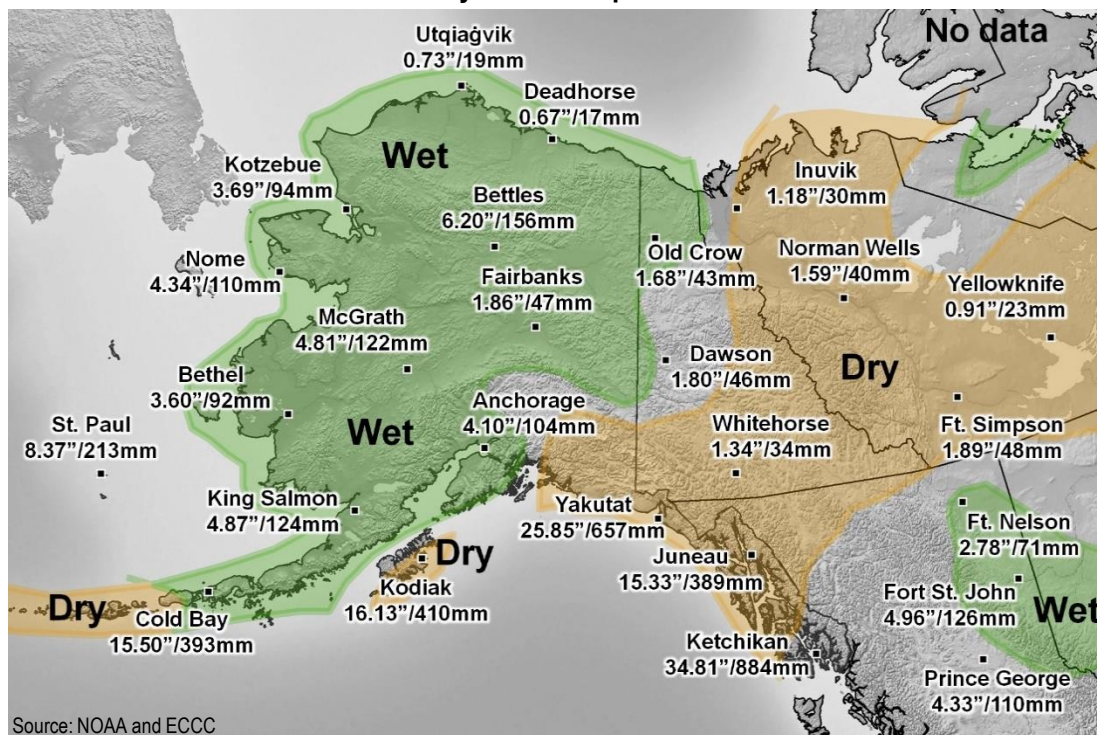 No data
Utqiaġvik
0.73”/19mm
Deadhorse
0.67”/17mm
Wet
Kotzebue
3.69”/94mm
Inuvik
1.18”/30mm
Bettles
6.20”/156mm
Nome
4.34”/110mm
Old Crow
1.68”/43mm
Norman Wells
1.59”/40mm
Fairbanks
1.86”/47mm
Yellowknife
0.91”/23mm
McGrath
4.81”/122mm
Dawson
1.80”/46mm
Dry
Bethel
3.60”/92mm
Anchorage
4.10”/104mm
Wet
St. Paul
8.37”/213mm
Whitehorse
1.34”/34mm
Ft. Simpson
1.89”/48mm
King Salmon
4.87”/124mm
Yakutat
25.85”/657mm
Ft. Nelson
2.78”/71mm
Dry
Kodiak
16.13”/410mm
Juneau
15.33”/389mm
Fort St. John
4.96”/126mm
Dry
Cold Bay
15.50”/393mm
Wet
Ketchikan
34.81”/884mm
Prince George
4.33”/110mm
Source: NOAA and ECCC